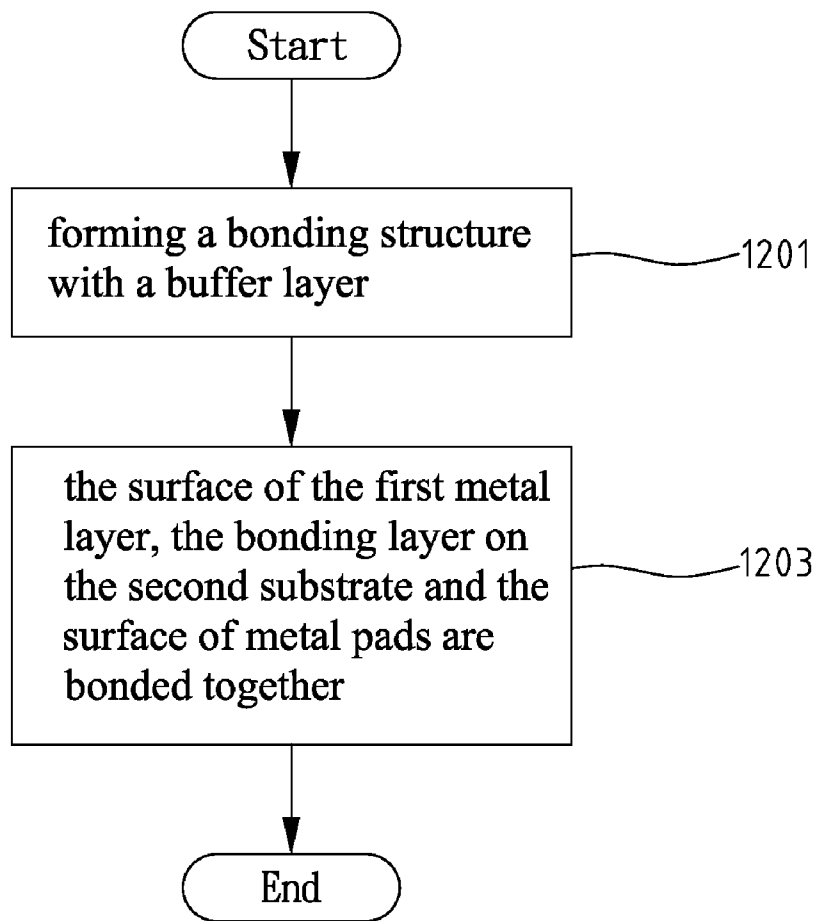 Start
forming a bonding structure
with a buffer layer
1201
the surface of the first metal
layer, the bonding layer on
the second substrate and the
surface of metal pads are
bonded together
1203
End